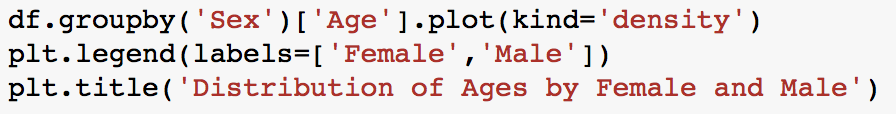 df.groupby('Sex')['Age'].plot(kind='density')
plt.legend(labels=['Female','Male'])
plt.title('Distribution of Ages by Female and Male')